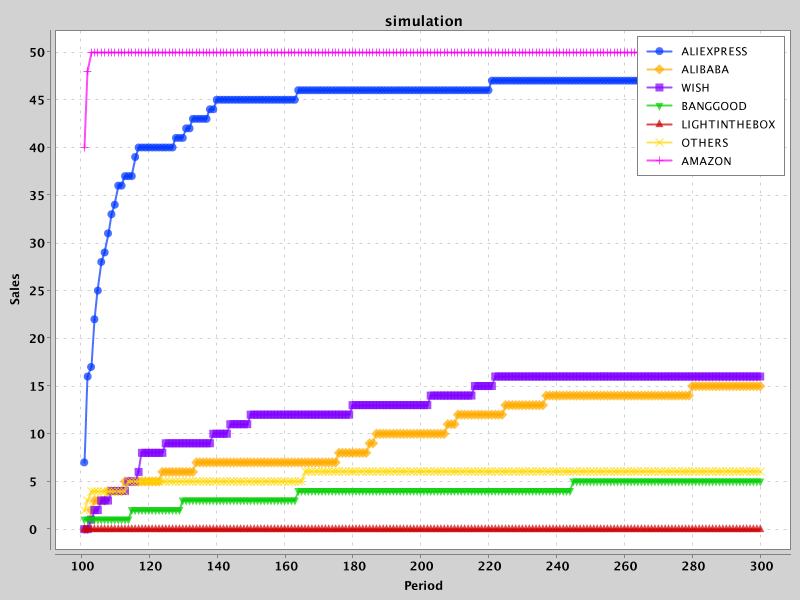 simulation
50
45
40
35
30
25
20
15
10
5
0
Sales
ALIEXPRESS
ALIBABA
WISH
BANGGOOD
LIGHTINTHEBOX
OTHERS
AMAZON
100 120 140 160 180 200 220 240 260 280 300
Period